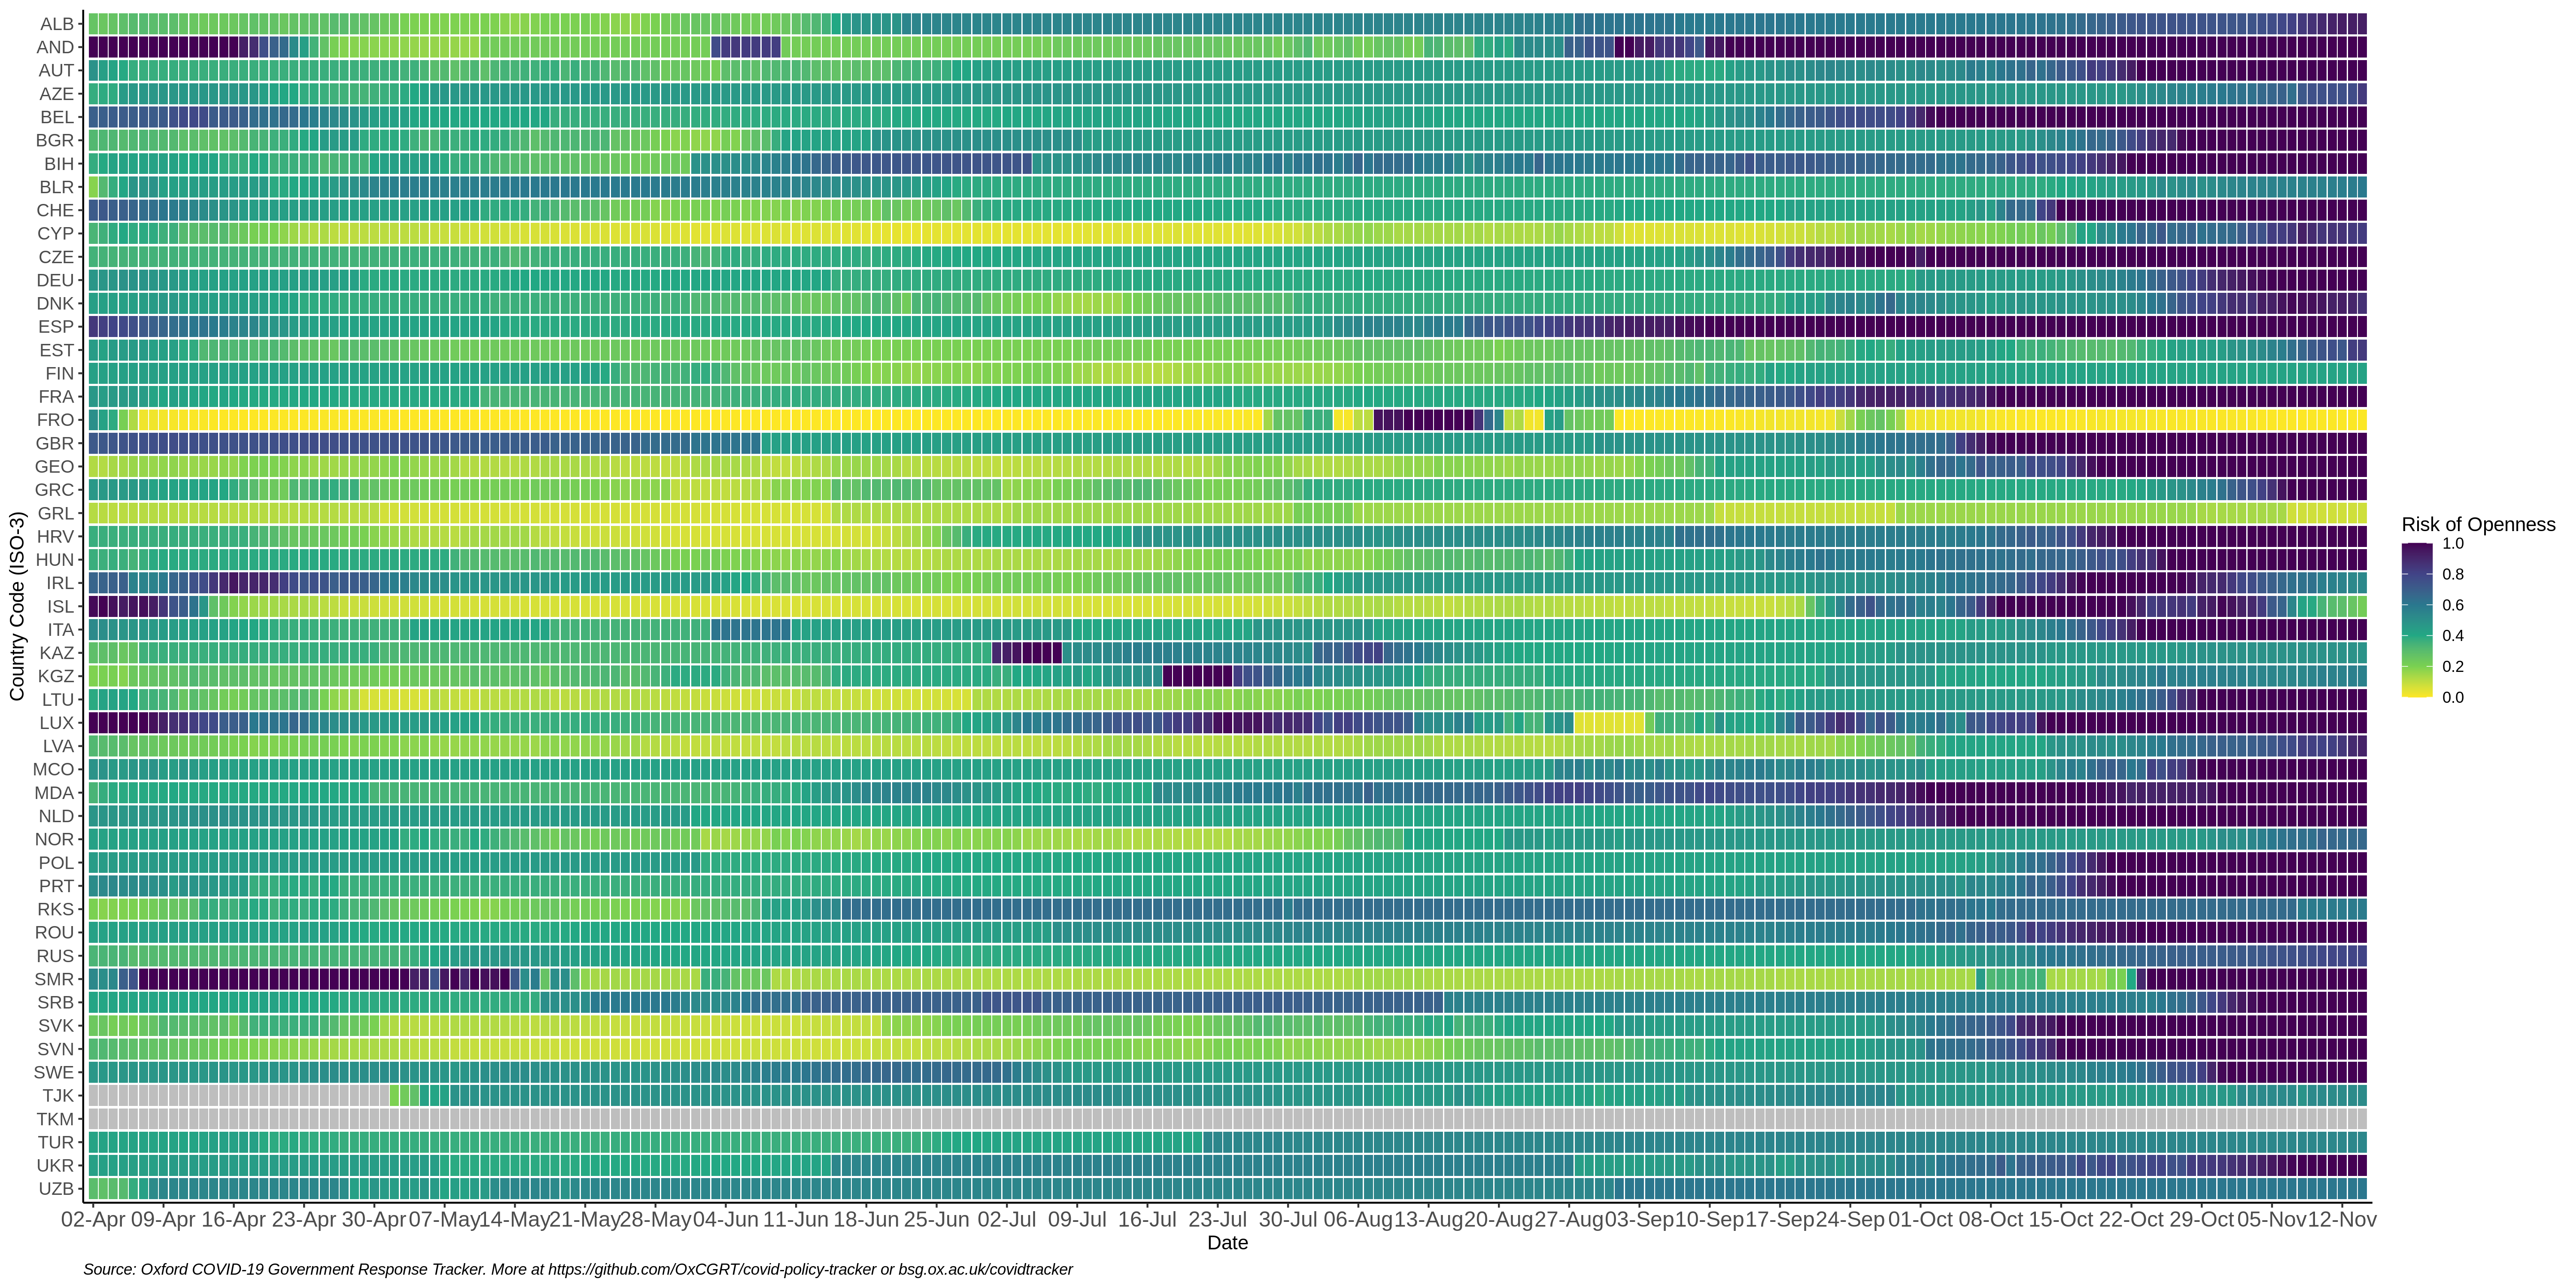 ALB
AND
AUT
AZE
BEL
BGR
BIH
BLR
CHE
CYP
CZE
DEU
DNK
ESP
EST
FIN
FRA
FRO
GBR
GEO
GRC
GRL
HRV
HUN
IRL
ISL
ITA
KAZ
KGZ
LTU
LUX
LVA
MCO
MDA
NLD
NOR
POL
PRT
RKS
ROU
RUS
SMR
SRB
SVK
SVN
SWE
TJK
TKM
TUR
UKR
UZB
Country Code (ISO-3)
02-Apr 09-Apr 16-Apr 23-Apr 30-Apr 07-May 14-May 21-May 28-May 04-Jun 11-Jun 18-Jun 25-Jun 02-Jul 09-Jul 16-Jul 23-Jul 30-Jul 06-Aug 13-Aug 20-Aug 27-Aug 03-Sep 10-Sep 17-Sep 24-Sep 01-Oct 08-Oct 15-Oct 22-Oct 29-Oct 05-Nov 12-Nov
Date
Risk of Openness
1.0
0.8
0.6
0.4
0.2
0.0
Source: Oxford COVID-19 Government Response Tracker. More at https://github.com/OxCGRT/covid-policy-tracker or bsg.ox.ac.uk/covidtracker